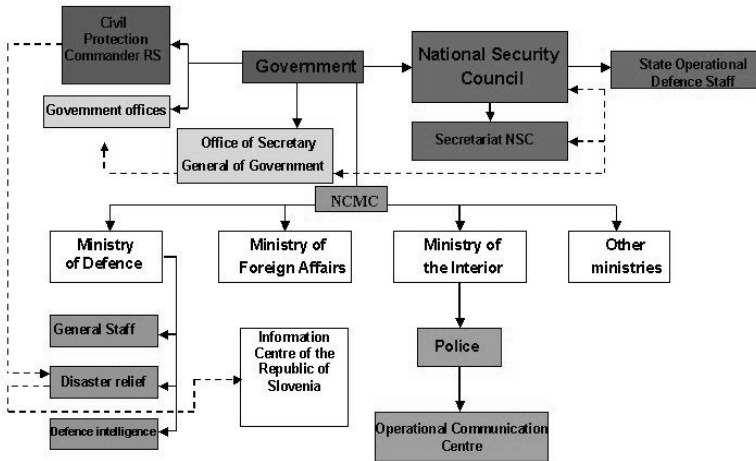 Civil
Protection
Commander RS
Government
National Security
Council
State Operational
Defence Staff
Government offices
Office of Secretary
General of Government
Secretariat NSC
NCMC
Ministry
of Defence
Ministry of
Foreign Affairs
Ministry of
the Interior
Other
ministries
General Staff
Information
Centre of the
Republic of
Slovenia
Police
Disaster relief
Defence intelligence
Operational Communication
Centre